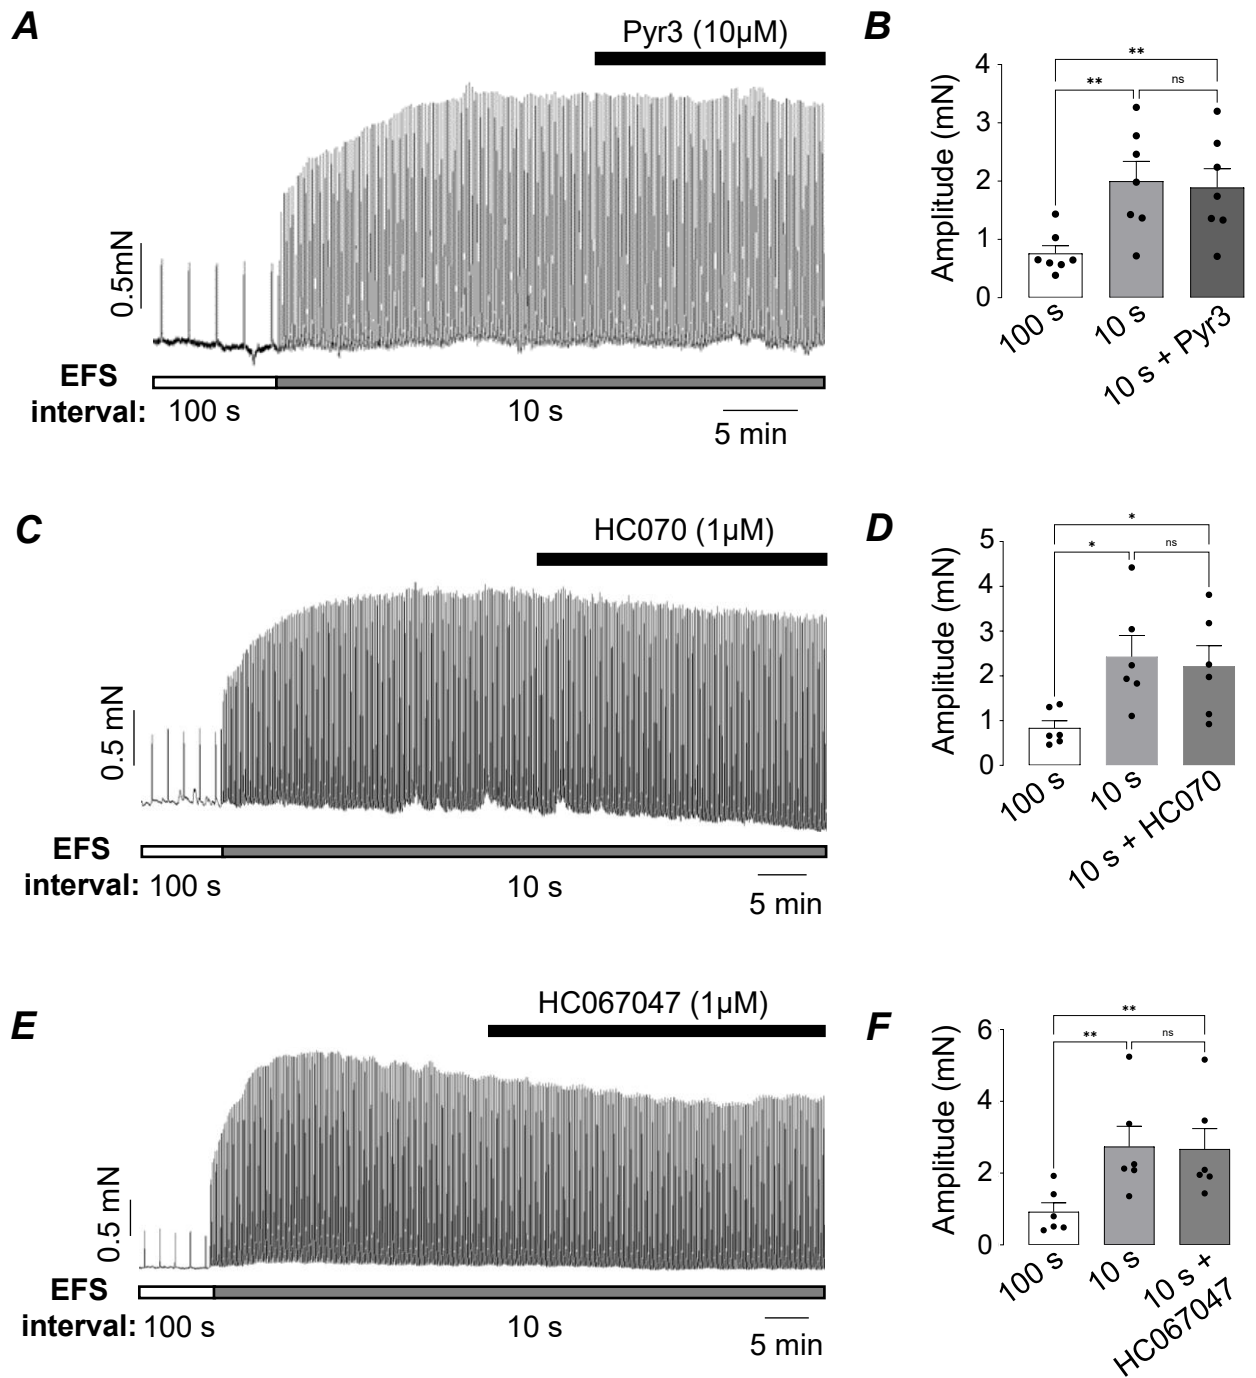 A
Pyr3 (10µM)
0.5mN
EFS
interval: 100 s
10 s
5 min
B
** 
** ns
Amplitude (mN)
4
3
2
1
0
100 s
10 s
10 s + Pyr3
C
HC070 (1µM)
0.5 mN
EFS
interval: 100 s
10 s
5 min
D
*
* ns
Amplitude (mN)
5
4
3
2
1
0
100 s
10 s
10 s + HC070
E
HC067047 (1µM)
0.5 mN
EFS
interval: 100 s
10 s
5 min
F
**
** ns
Amplitude (mN)
6
4
2
0
100 s
10 s
10 s +
HC067047